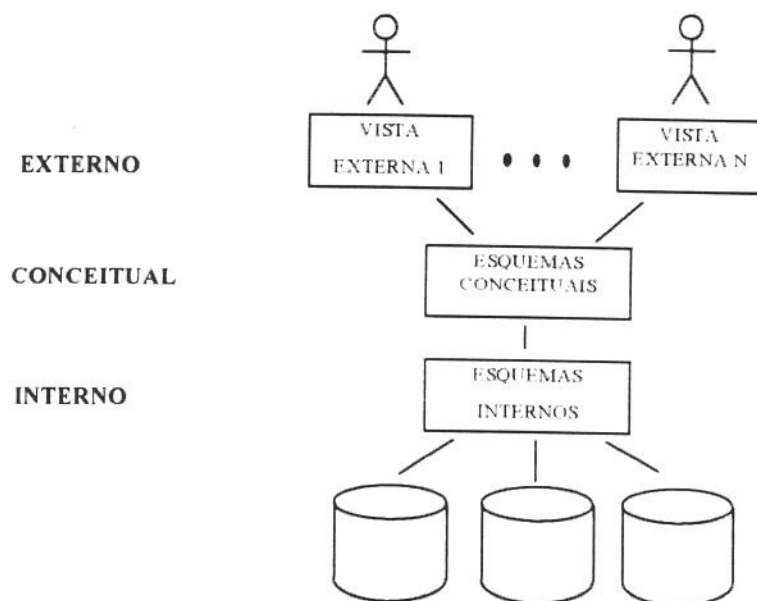 VISTA
EXTERNA 1
VISTA
EXTERNA N
EXTERNO
ESQUEMAS
CONCEITUAIS
CONCEITUAL
ESQUEMAS
INTERNOS
INTERNO